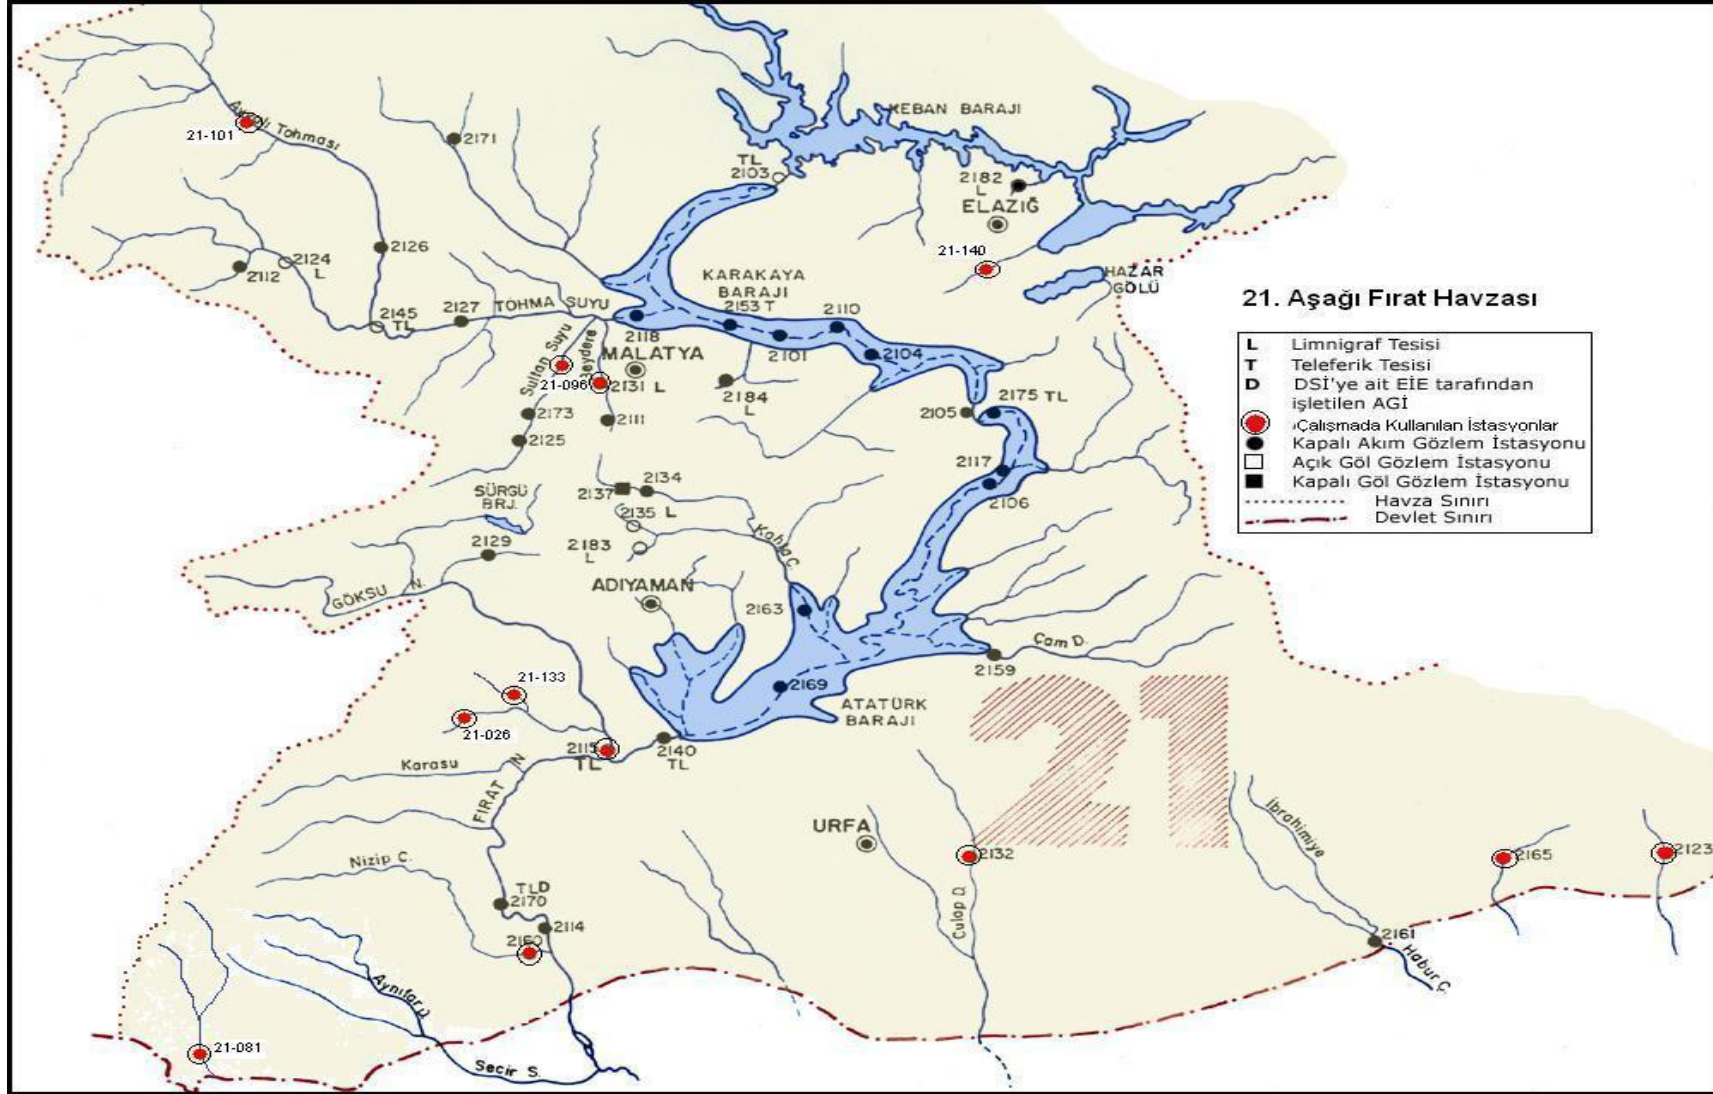 KEBAN BARAJI
Ayvalı Tohması
21-101
2171
TL
2103
2182
L
ELAZIĞ
21-140
HAZAR
GÖLÜ
2126
2124
L
2112
KARAKAYA
BARAJI
2153 T
2110
2145
TL
2127
TOHMA SUYU
2118
2101
2104
MALATYA
Sultan Suyu
Beydere
21-096
2131 L
2184
L
2175 TL
2105
2173
2111
2125
2117
2106
2134
2137
2135 L
SÜRGÜ
BRJ.
2129
2183
L
Kahta Ç.
ADIYAMAN
GÖKSU N.
2163
Çam D.
2159
21-133
21-026
2169
ATATÜRK
BARAJI
2115
TL
2140
TL
Karasu
FIRAT N
21
URFA
2132
Culap D.
İbrahimiye
2165
2123
Nizip Ç.
TLD
2170
2114
2160
2161
Habur Ç.
21-081
Secir S.
21. Aşağı Fırat Havzası
L Limnigraf Tesisi
T Teleferik Tesisi
D DSİ'ye ait EİE tarafından
işletilen AGİ
Çalışmada Kullanılan İstasyonlar
Kapalı Akım Gözlem İstasyonu
Açık Göl Gözlem İstasyonu
Kapalı Göl Gözlem İstasyonu
Havza Sınırı
Devlet Sınırı